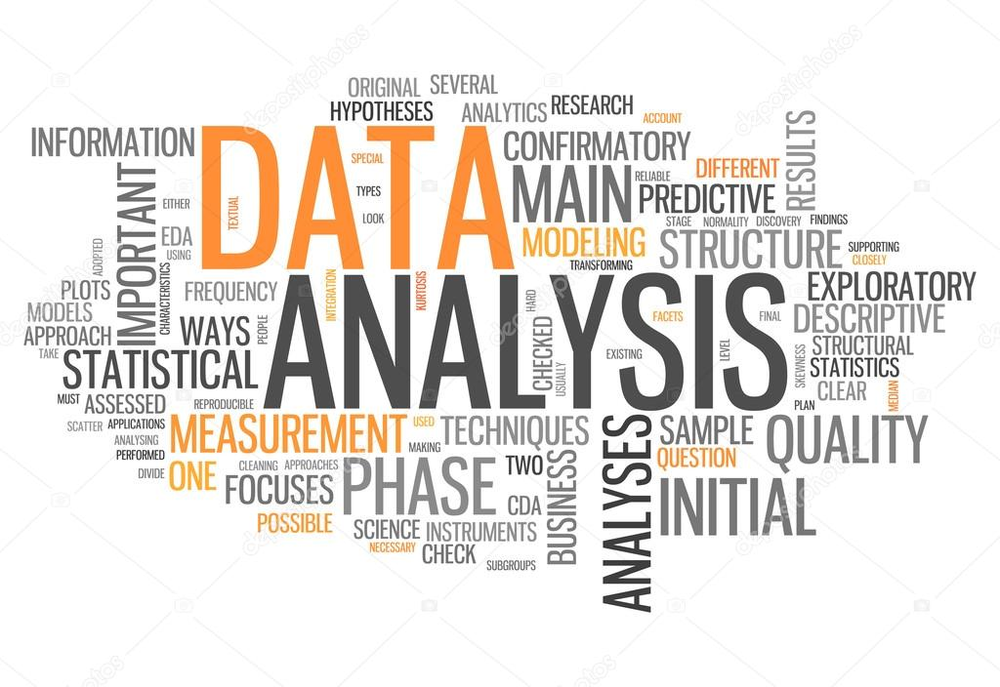 ORIGINAL
SEVERAL
HYPOTHESES
ANALYTICS
RESEARCH
ACCOUNT
INFORMATION
DATA
CONFIRMATORY
RESULTS
SPECIAL
DIFFERENT
IMPORTANT
MAIN
RELIABLE
PREDICTIVE
TYPES
EITHER
TEXTUAL
LOOK
STAGE
NORMALITY
DISCOVERY
FINDINGS
EDA
USING
MODELING
STRUCTURE
SUPPORTING
CLOSELY
ADOPTED
CHARACTERISTICS
TRANSFORMING
PLOTS
FREQUENCY
INTEGRATION
KURTOSIS
ANALYSIS
HARD
EXPLORATORY
MODELS
WAYS
PEOPLE
CHECKED
FACETS
FINAL
DESCRIPTIVE
APPROACH
TAKE
STATISTICAL
USUALLY
EXISTING
LEVEL
SKEWNESS
STRUCTURAL
STATISTICS
CLEAR
MEDIAN
MUST
ASSESSED
REPRODUCIBLE
PLAN
SCATTER
APPLICATIONS
MEASUREMENT
USED
TECHNIQUES
ANALYSES
SAMPLE
QUALITY
ANALYSING
PERFORMED
MAKING
QUESTION
DIVIDE
ONE
CLEANING
APPROACHES
PHASE
TWO
BUSINESS
INITIAL
FOCUSES
CDA
POSSIBLE
SCIENCE
INSTRUMENTS
NECESSARY
CHECK
SUBGROUPS
depositphotos